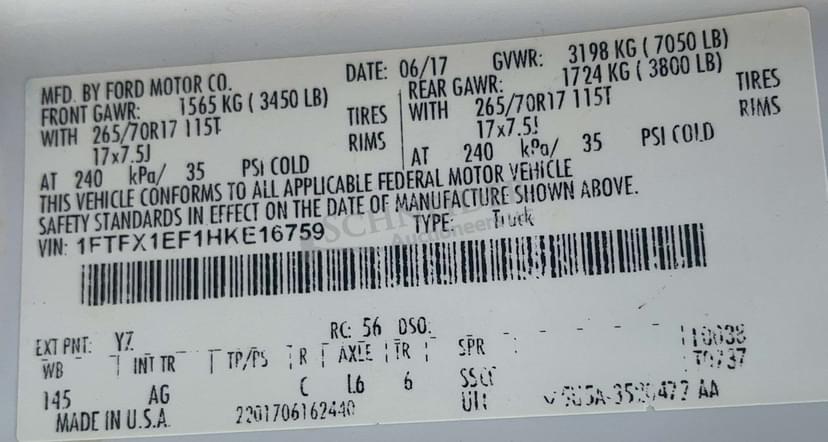 MFD. BY FORD MOTOR CO. DATE: 06/17 GVWR: 3198 KG ( 7050 LB)
FRONT GAWR: 1565 KG ( 3450 LB) REAR GAWR: 1724 KG ( 3800 LB)
WITH 265/70R17 115T TIRES WITH 265/70R17 115T TIRES
17x7.5J RIMS 17x7.5J RIMS
AT 240 kPa/ 35 PSI COLD AT 240 kPa/ 35 PSI COLD
THIS VEHICLE CONFORMS TO ALL APPLICABLE FEDERAL MOTOR VEHICLE
SAFETY STANDARDS IN EFFECT ON THE DATE OF MANUFACTURE SHOWN ABOVE.
VIN: 1FTFX1EF1HKE16759 TYPE: Truck
Auctioneers
EXT PNT: YZ RC: 56 DSO:
WB INT TR TP/PS R AXLE TR SPR
145 AG C L6 6
MADE IN U.S.A. 2201706162440